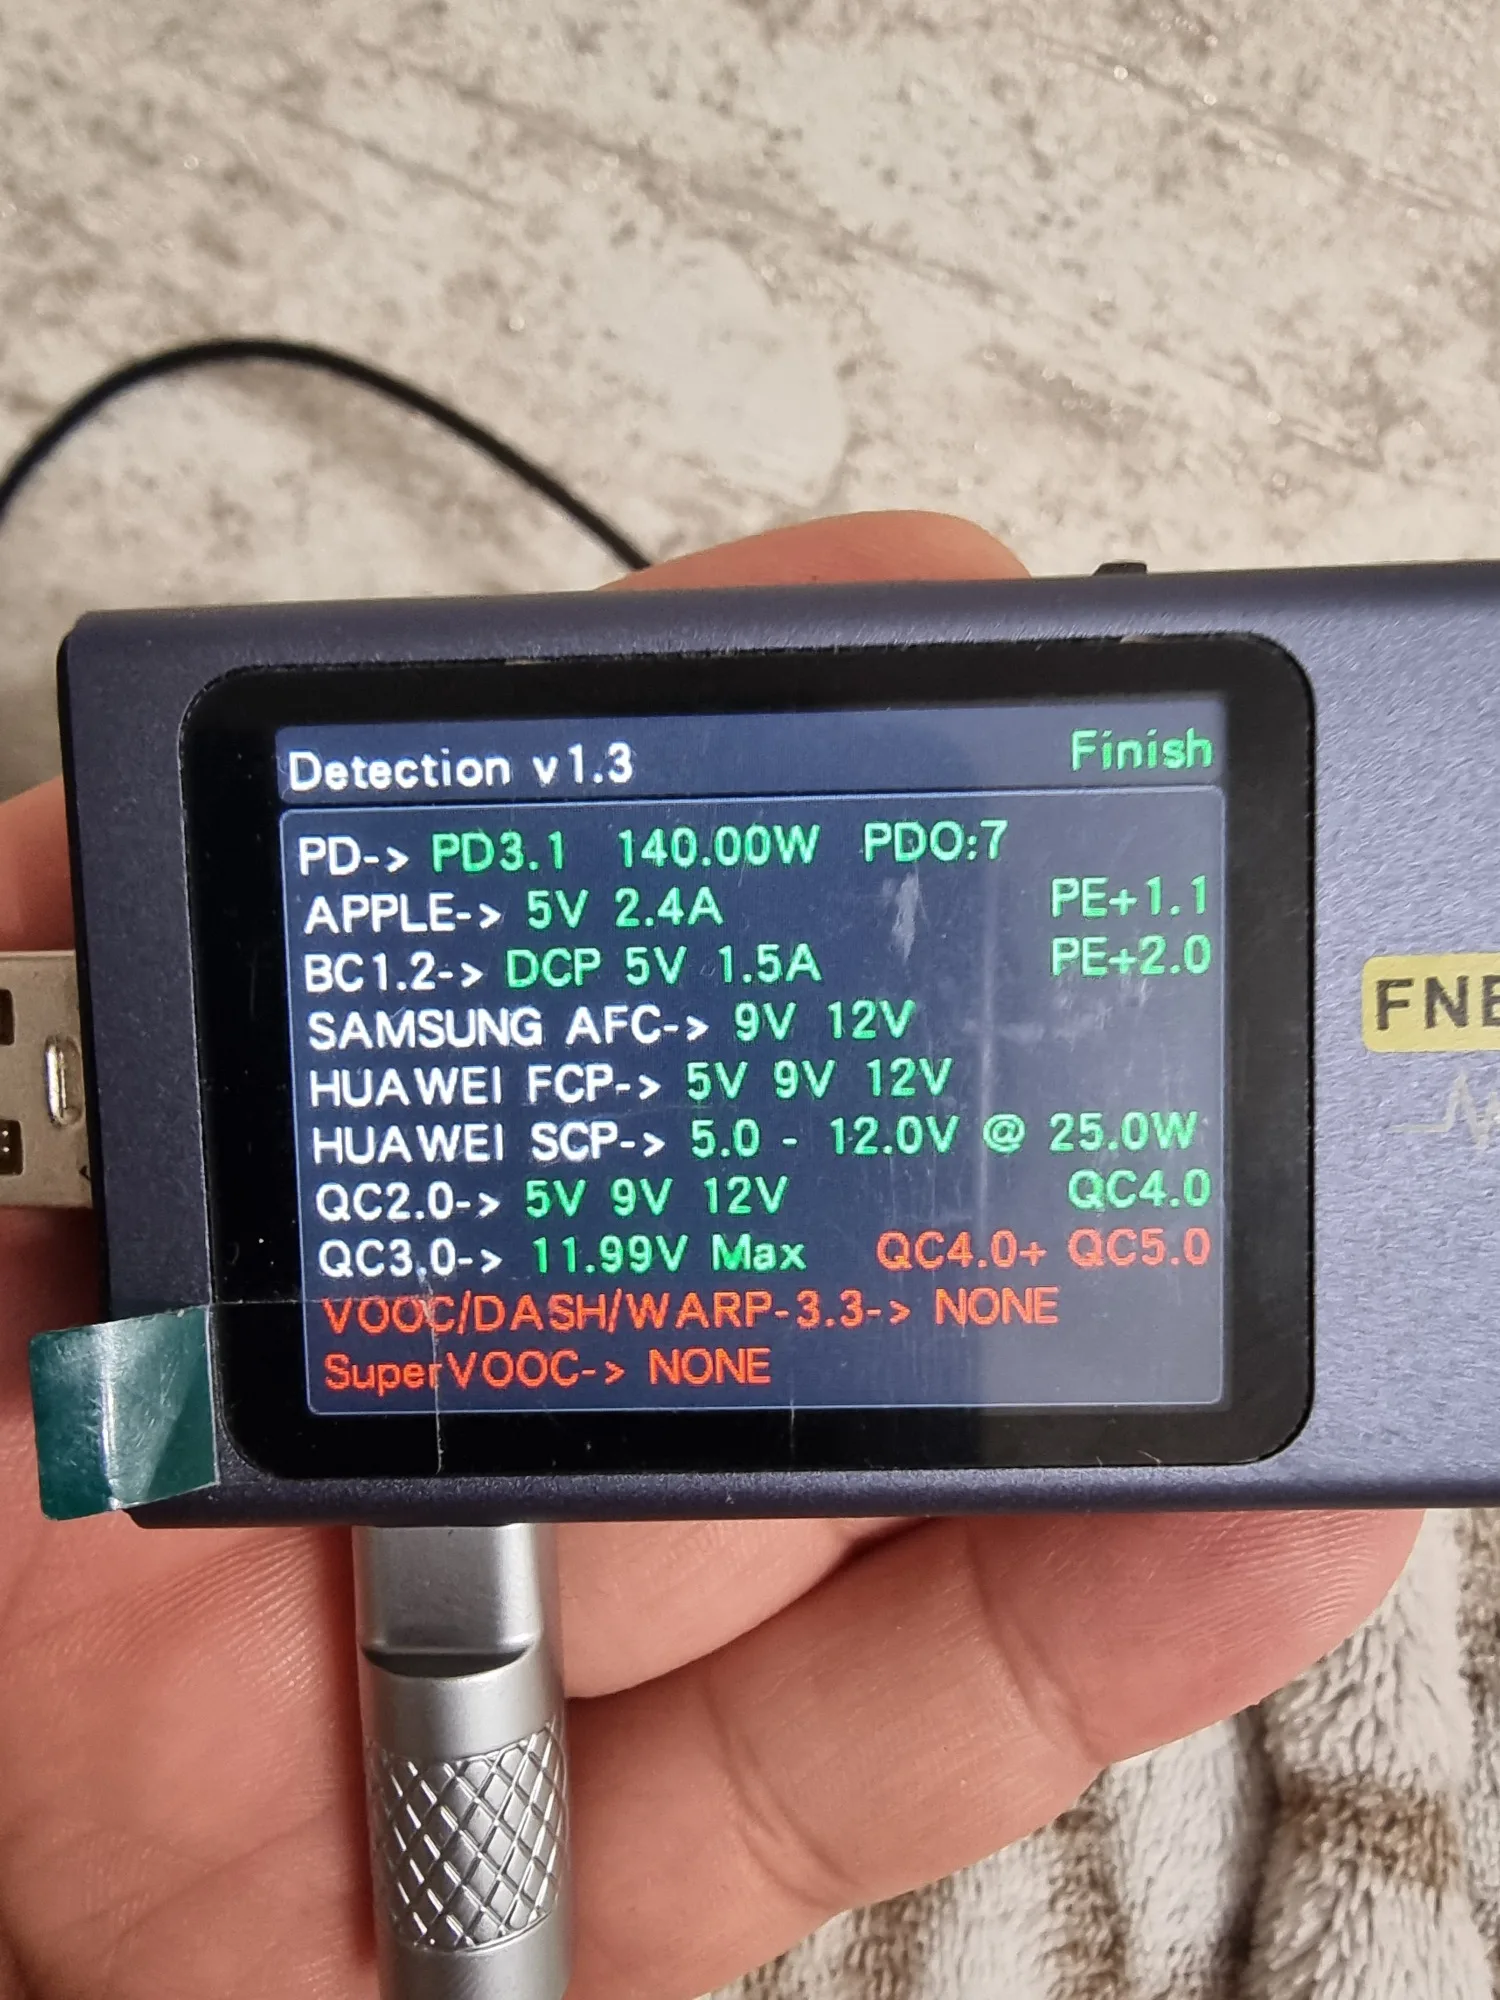 Detection v1.3 Finish
PD-> PD3.1 140.00W PDO:7
APPLE-> 5V 2.4A PE+1.1
BC1.2-> DCP 5V 1.5A PE+2.0
SAMSUNG AFC-> 9V 12V
HUAWEI FCP-> 5V 9V 12V
HUAWEI SCP-> 5.0 - 12.0V @ 25.0W
QC2.0-> 5V 9V 12V QC4.0
QC3.0-> 11.99V Max QC4.0+ QC5.0
VOOC/DASH/WARP-3.3-> NONE
SuperVOOC-> NONE
FNB